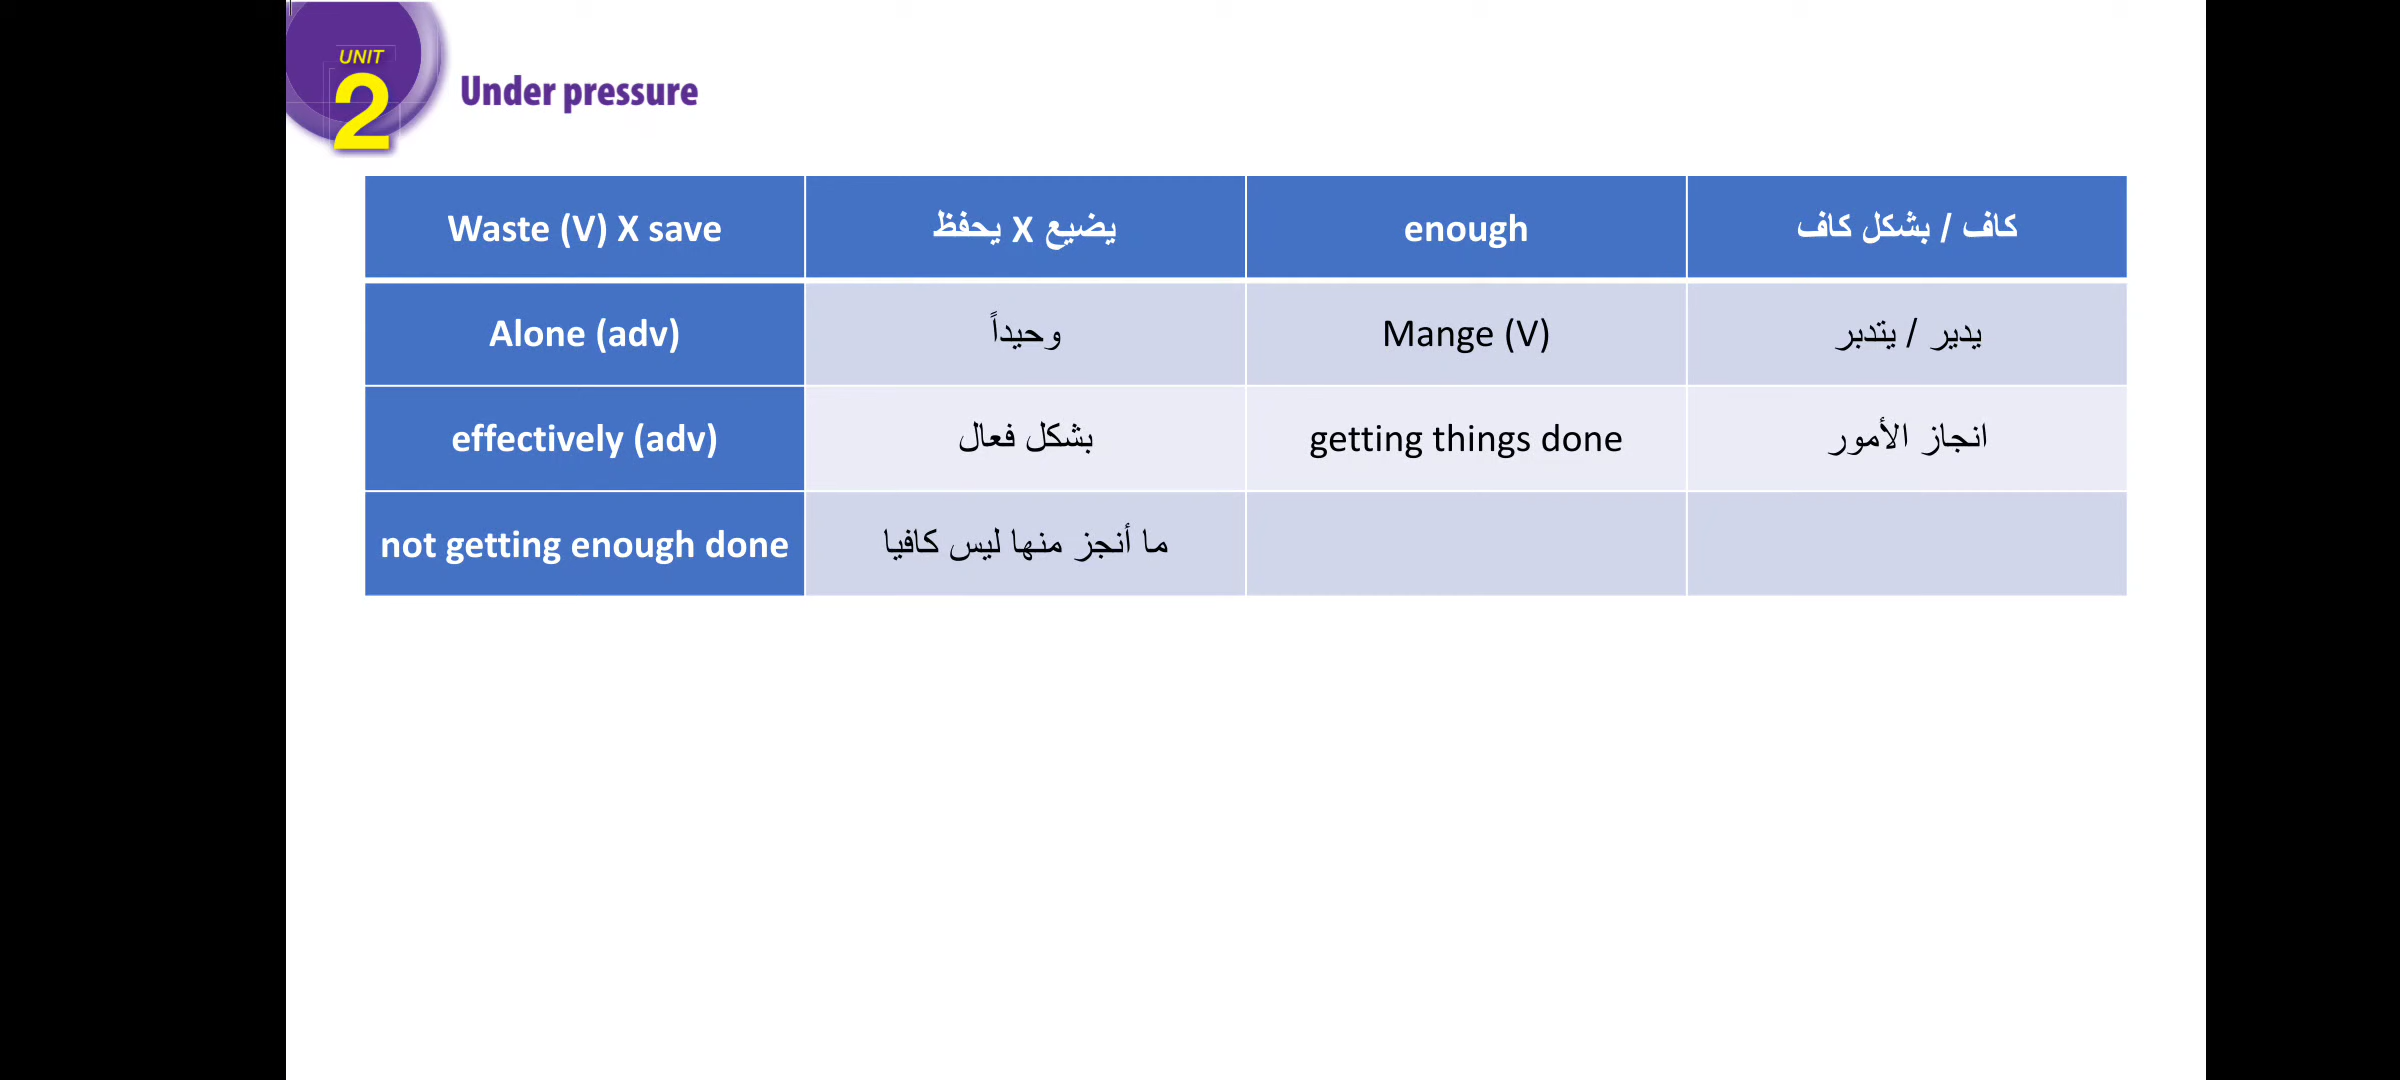 UNIT
2
Under pressure
Waste (V) X save
يضيع X يحفظ
enough
كاف / بشكل كاف
Alone (adv)
وحيداً
Mange (V)
يدير / يتدبر
effectively (adv)
بشكل فعال
getting things done
انجاز الأمور
not getting enough done
ما أنجز منها ليس كافيا